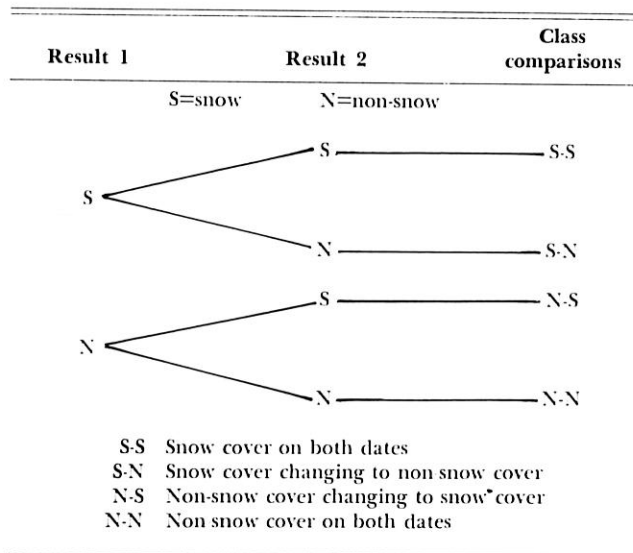 Result 1 Result 2 Class comparisons
S=snow N=non-snow
S S S-S
N S-N
N S N-S
N N-N
S-S Snow cover on both dates
S-N Snow cover changing to non-snow cover
N-S Non-snow cover changing to snow cover
N-N Non snow cover on both dates